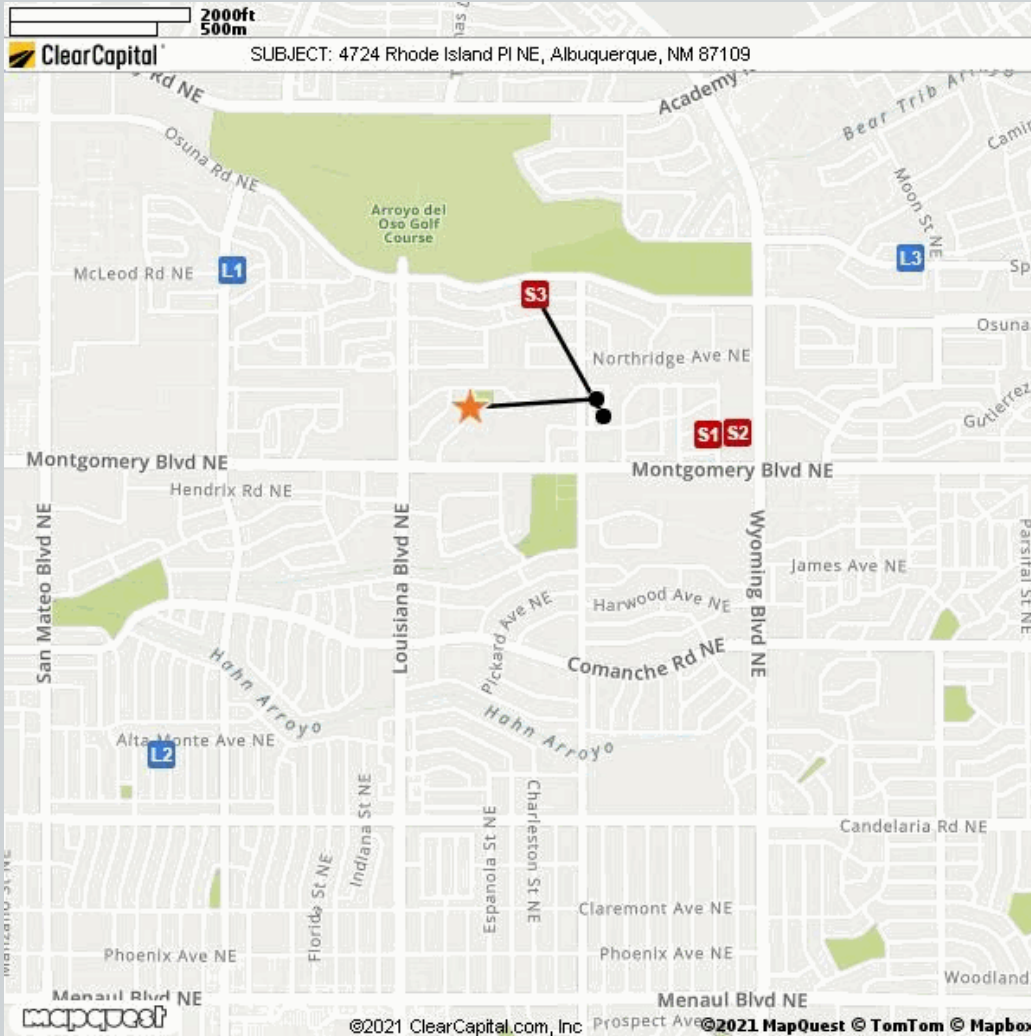 2000ft
500m
ClearCapital
SUBJECT: 4724 Rhode Island Pl NE, Albuquerque, NM 87109
Rd NE
Academy
Osuna Rd NE
Bear Trib Arroyo
Moon St NE
Arroyo del
Oso Golf
Course
McLeod Rd NE
L1
L3
S3
Osuna
Northridge Ave NE
Gutierrez
S1
S2
Montgomery Blvd NE
Montgomery Blvd NE
Hendrix Rd NE
San Mateo Blvd NE
Louisiana Blvd NE
Wyoming Blvd NE
James Ave NE
Parsifal St NE
Pickard Ave NE
Harwood Ave NE
Comanche Rd NE
Hahn Arroyo
Hahn Arroyo
Alta Monte Ave NE
L2
Indiana St NE
Espanola St NE
Charleston St NE
Candelaria Rd NE
Florida St NE
Claremont Ave NE
Phoenix Ave NE
Phoenix Ave NE
Woodland
Menaul Blvd NE
Menaul Blvd NE
mapquest
©2021 ClearCapital.com, Inc
Prospect Ave
©2021 MapQuest © TomTom © Mapbox